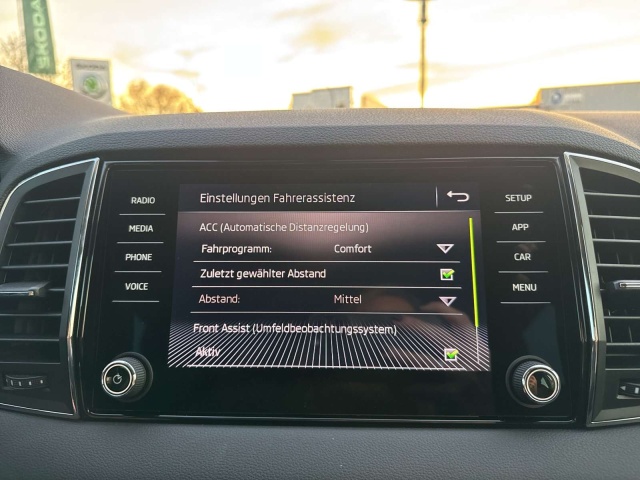 ŠKODA
RADIO
MEDIA
PHONE
VOICE
Einstellungen Fahrerassistenz
ACC (Automatische Distanzregelung)
Fahrprogramm: Comfort
Zuletzt gewählter Abstand
Abstand: Mittel
Front Assist (Umfeldbeobachtungssystem)
Aktiv
SETUP
APP
CAR
MENU